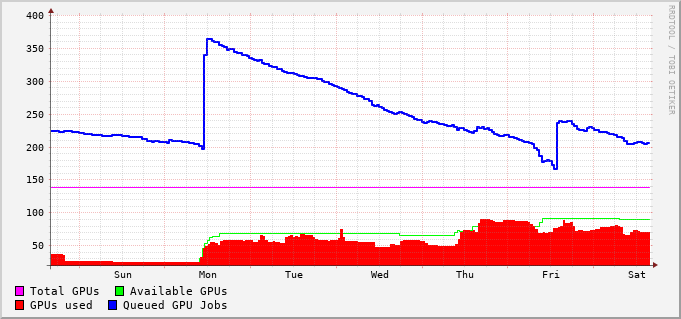 400
350
300
250
200
150
100
50
Sun Mon Tue Wed Thu Fri Sat
RRDTOOL / TOBI OETIKER
Total GPUs Available GPUs
GPUs used Queued GPU Jobs